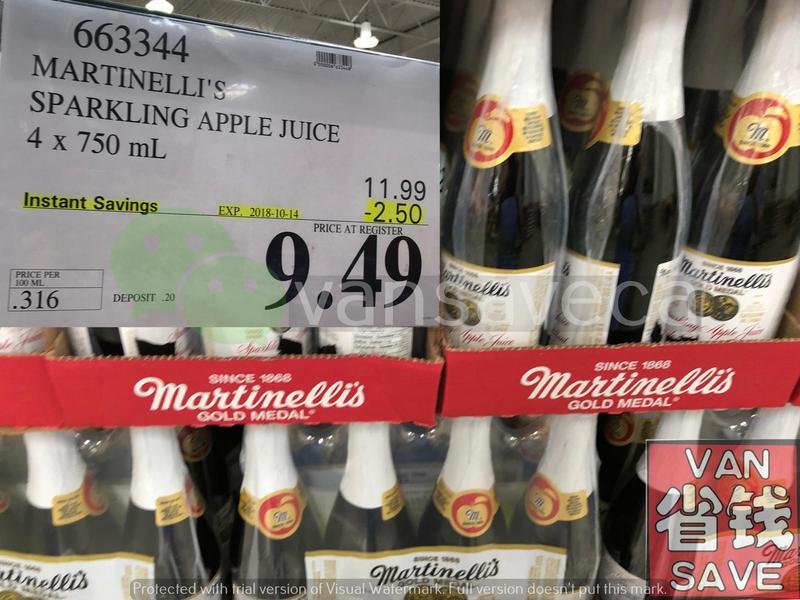 663344
MARTINELLI'S
SPARKLING APPLE JUICE
4 x 750 mL
11.99
Instant Savings EXP. 2018-10-14 -2.50
PRICE AT REGISTER
9.49
PRICE PER
100 ML
.316
DEPOSIT .20
vansaveca
Martinelli's
Apple Juice
Martinelli's
Apple Juice
SINCE 1868
Martinelli's
GOLD MEDAL
SINCE 1868
Martinelli's
GOLD MEDAL
SINCE 1868
Martinelli's
GOLD MEDAL
VAN
省钱
SAVE
Protected with trial version of Visual Watermark. Full version doesn't put this mark.